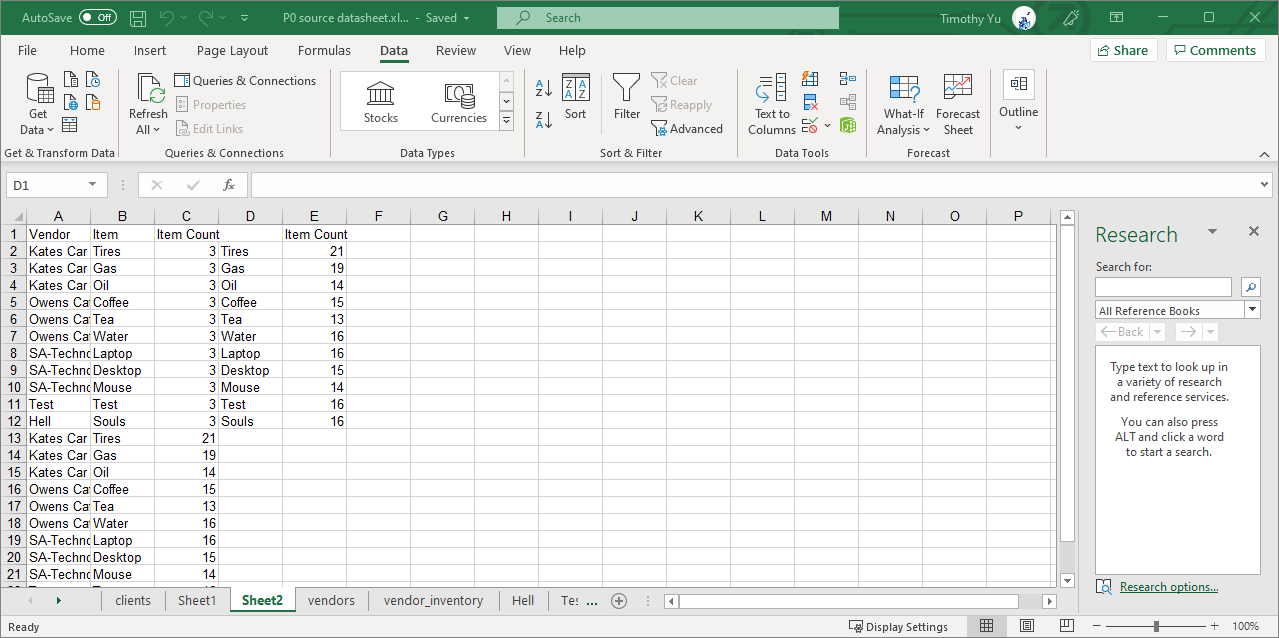 AutoSave Off P0 source datasheet.xl... - Saved Search Timothy Yu
File Home Insert Page Layout Formulas Data Review View Help Share Comments
Get Data
Get & Transform Data
Refresh All
Queries & Connections
Properties
Edit Links
Queries & Connections
Stocks Currencies
Data Types
Sort
Filter
Clear
Reapply
Advanced
Sort & Filter
Text to Columns
Data Tools
What-If Analysis
Forecast Sheet
Forecast
Outline
D1 fx
A B C D E F G H I J K L M N O P
1 Vendor Item Item Count Item Count
2 Kates Car Tires 3 Tires 21
3 Kates Car Gas 3 Gas 19
4 Kates Car Oil 3 Oil 14
5 Owens Ca Coffee 3 Coffee 15
6 Owens Ca Tea 3 Tea 13
7 Owens Ca Water 3 Water 16
8 SA-Techno Laptop 3 Laptop 16
9 SA-Techno Desktop 3 Desktop 15
10 SA-Techno Mouse 3 Mouse 14
11 Test Test 3 Test 16
12 Hell Souls 3 Souls 16
13 Kates Car Tires 21
14 Kates Car Gas 19
15 Kates Car Oil 14
16 Owens Ca Coffee 15
17 Owens Ca Tea 13
18 Owens Ca Water 16
19 SA-Techno Laptop 16
20 SA-Techno Desktop 15
21 SA-Techno Mouse 14
Research
Search for:
All Reference Books
Back
Type text to look up in
a variety of research
and reference services.
You can also press
ALT and click a word
to start a search.
Research options...
clients Sheet1 Sheet2 vendors vendor_inventory Hell Tes ...
Ready Display Settings 100%